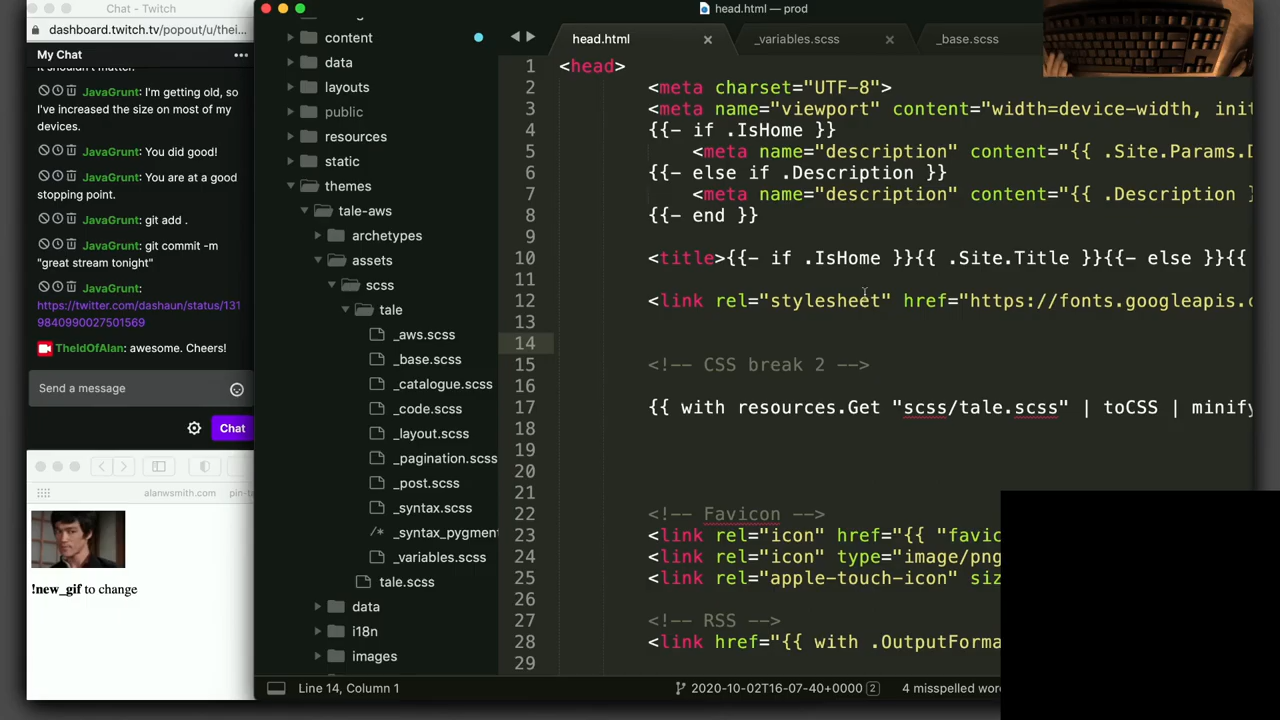 Chat - Twitch
dashboard.twitch.tv/popout/u/thei...
My Chat
it shouldn't matter.
JavaGrunt: I'm getting old, so
I've increased the size on most of my
devices.
JavaGrunt: You did good!
JavaGrunt: You are at a good
stopping point.
JavaGrunt: git add .
JavaGrunt: git commit -m
"great stream tonight"
JavaGrunt:
https://twitter.com/dashaun/status/131
9840990027501569
TheIdOfAlan: awesome. Cheers!
Send a message
Chat
alanwsmith.com
pin-ta
!new_gif to change
content
data
layouts
public
resources
static
themes
tale-aws
archetypes
assets
scss
tale
_aws.scss
_base.scss
_catalogue.scss
_code.scss
_layout.scss
_pagination.scss
_post.scss
_syntax.scss
/* _syntax_pygment
_variables.scss
tale.scss
data
i18n
images
head.html — prod
head.html
_variables.scss
_base.scss
1 <head>
2 <meta charset="UTF-8">
3 <meta name="viewport" content="width=device-width, init
4 {{- if .IsHome }}
5 <meta name="description" content="{{ .Site.Params.D
6 {{- else if .Description }}
7 <meta name="description" content="{{ .Description }
8 {{- end }}
9
10 <title>{{- if .IsHome }}{{ .Site.Title }}{{- else }}{{
11
12 <link rel="stylesheet" href="https://fonts.googleapis.c
13
14
15 <!-- CSS break 2 -->
16
17 {{ with resources.Get "scss/tale.scss" | toCSS | minify
18
19
20
21
22 <!-- Favicon -->
23 <link rel="icon" href="{{ "favic
24 <link rel="icon" type="image/png
25 <link rel="apple-touch-icon" siz
26
27 <!-- RSS -->
28 <link href="{{ with .OutputForma
29
Line 14, Column 1
2020-10-02T16-07-40+0000 2
4 misspelled word